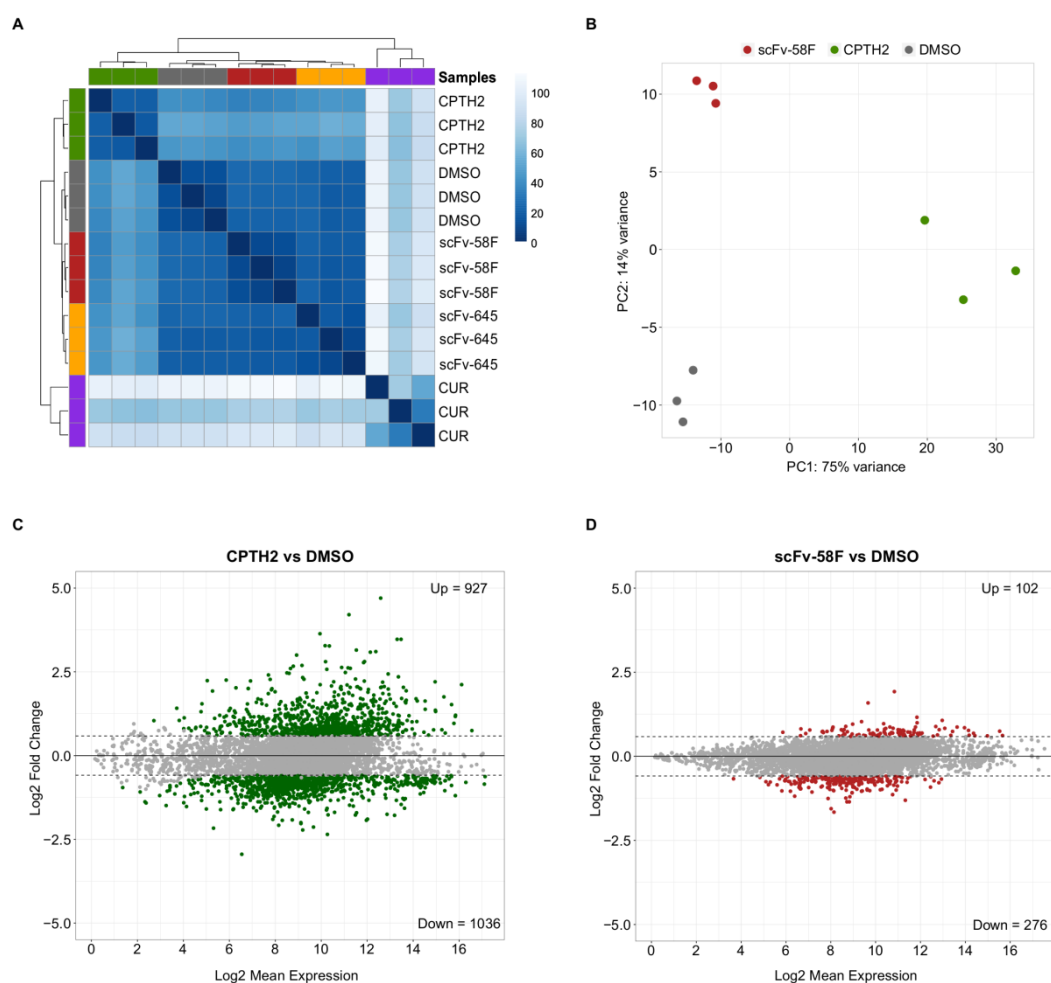 A
Samples
CPTH2
CPTH2
CPTH2
DMSO
DMSO
DMSO
scFv-58F
scFv-58F
scFv-58F
scFv-645
scFv-645
scFv-645
CUR
CUR
CUR
100
80
60
40
20
0
B
scFv-58F CPTH2 DMSO
PC2: 14% variance
10
5
0
−5
−10
−10 0 10 20 30
PC1: 75% variance
C
CPTH2 vs DMSO
Up = 927
Log2 Fold Change
5.0
2.5
0.0
−2.5
−5.0
Down = 1036
0 2 4 6 8 10 12 14 16
Log2 Mean Expression
D
scFv-58F vs DMSO
Up = 102
Log2 Fold Change
5.0
2.5
0.0
−2.5
−5.0
Down = 276
0 2 4 6 8 10 12 14 16
Log2 Mean Expression